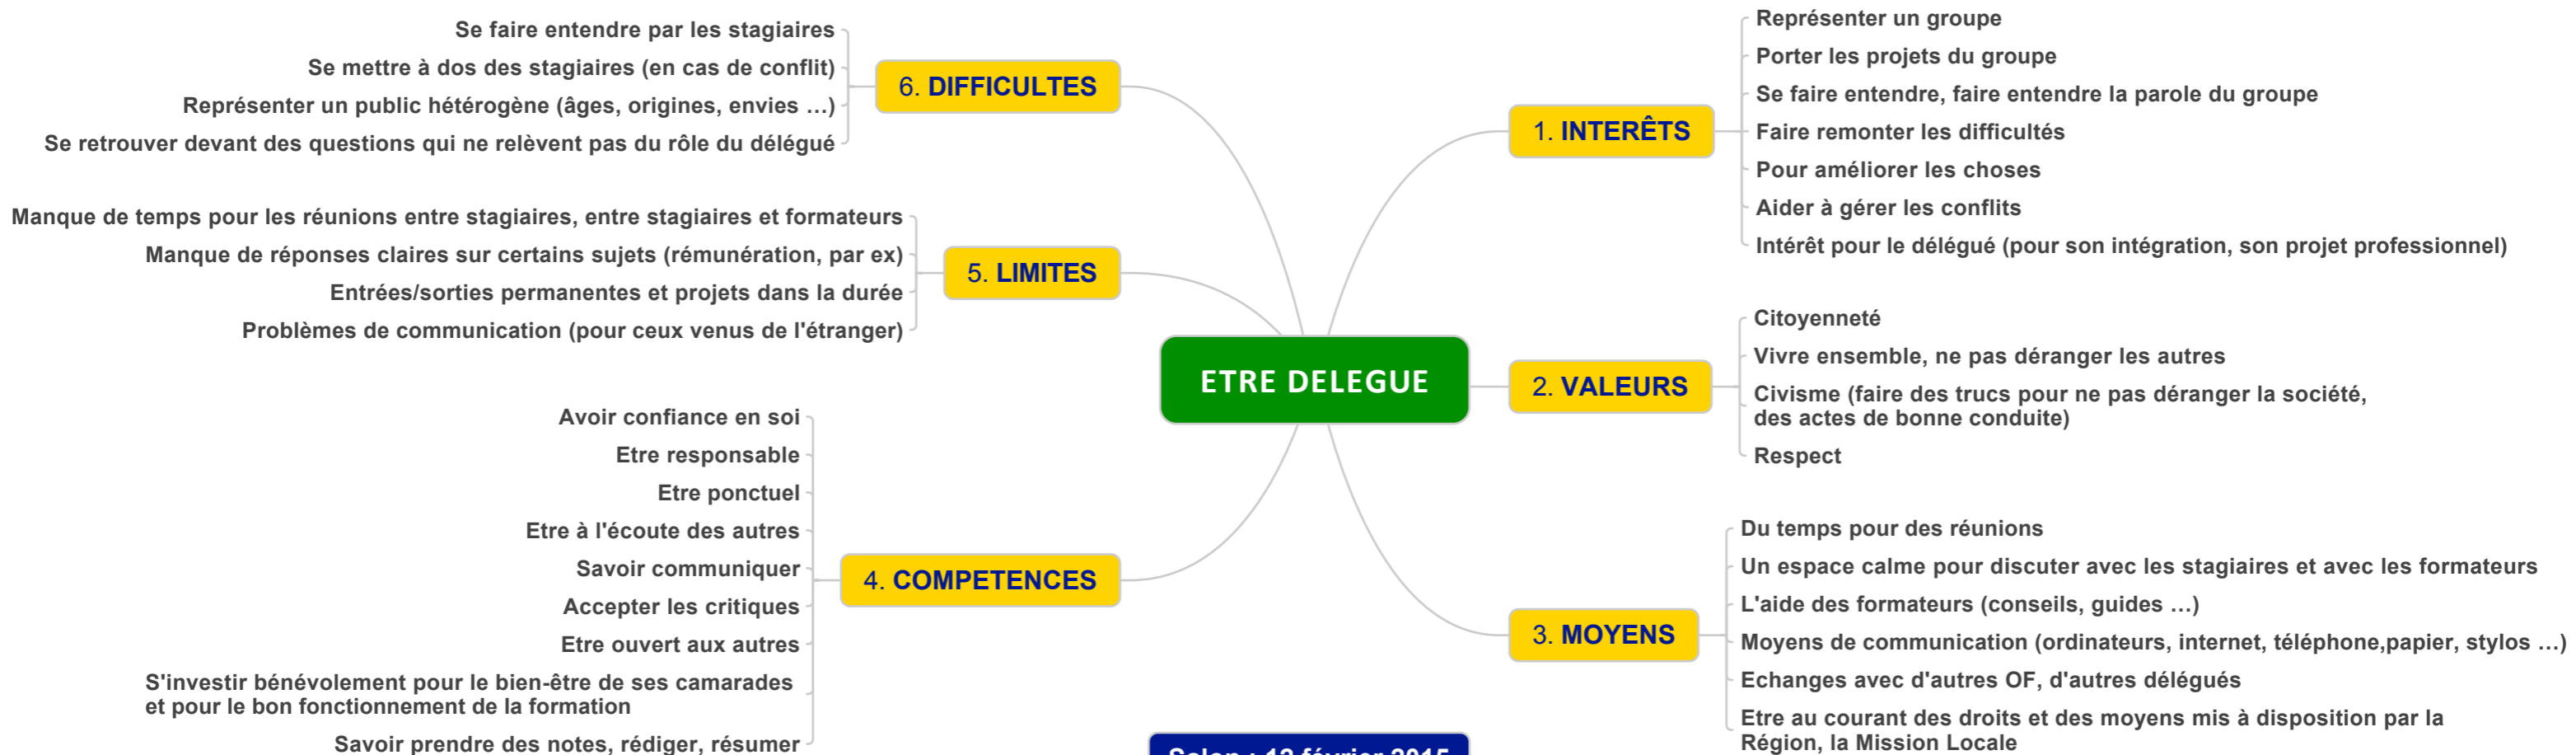 ETRE DELEGUE
1. INTERÊTS
Représenter un groupe
Porter les projets du groupe
Se faire entendre, faire entendre la parole du groupe
Faire remonter les difficultés
Pour améliorer les choses
Aider à gérer les conflits
Intérêt pour le délégué (pour son intégration, son projet professionnel)
2. VALEURS
Citoyenneté
Vivre ensemble, ne pas déranger les autres
Civisme (faire des trucs pour ne pas déranger la société,
des actes de bonne conduite)
Respect
3. MOYENS
Du temps pour des réunions
Un espace calme pour discuter avec les stagiaires et avec les formateurs
L'aide des formateurs (conseils, guides ...)
Moyens de communication (ordinateurs, internet, téléphone,papier, stylos ...)
Echanges avec d'autres OF, d'autres délégués
Etre au courant des droits et des moyens mis à disposition par la
Région, la Mission Locale
4. COMPETENCES
Avoir confiance en soi
Etre responsable
Etre ponctuel
Etre à l'écoute des autres
Savoir communiquer
Accepter les critiques
Etre ouvert aux autres
S'investir bénévolement pour le bien-être de ses camarades
et pour le bon fonctionnement de la formation
Savoir prendre des notes, rédiger, résumer
5. LIMITES
Manque de temps pour les réunions entre stagiaires, entre stagiaires et formateurs
Manque de réponses claires sur certains sujets (rémunération, par ex)
Entrées/sorties permanentes et projets dans la durée
Problèmes de communication (pour ceux venus de l'étranger)
6. DIFFICULTES
Se faire entendre par les stagiaires
Se mettre à dos des stagiaires (en cas de conflit)
Représenter un public hétérogène (âges, origines, envies ...)
Se retrouver devant des questions qui ne relèvent pas du rôle du délégué
Salon : 12 février 2015